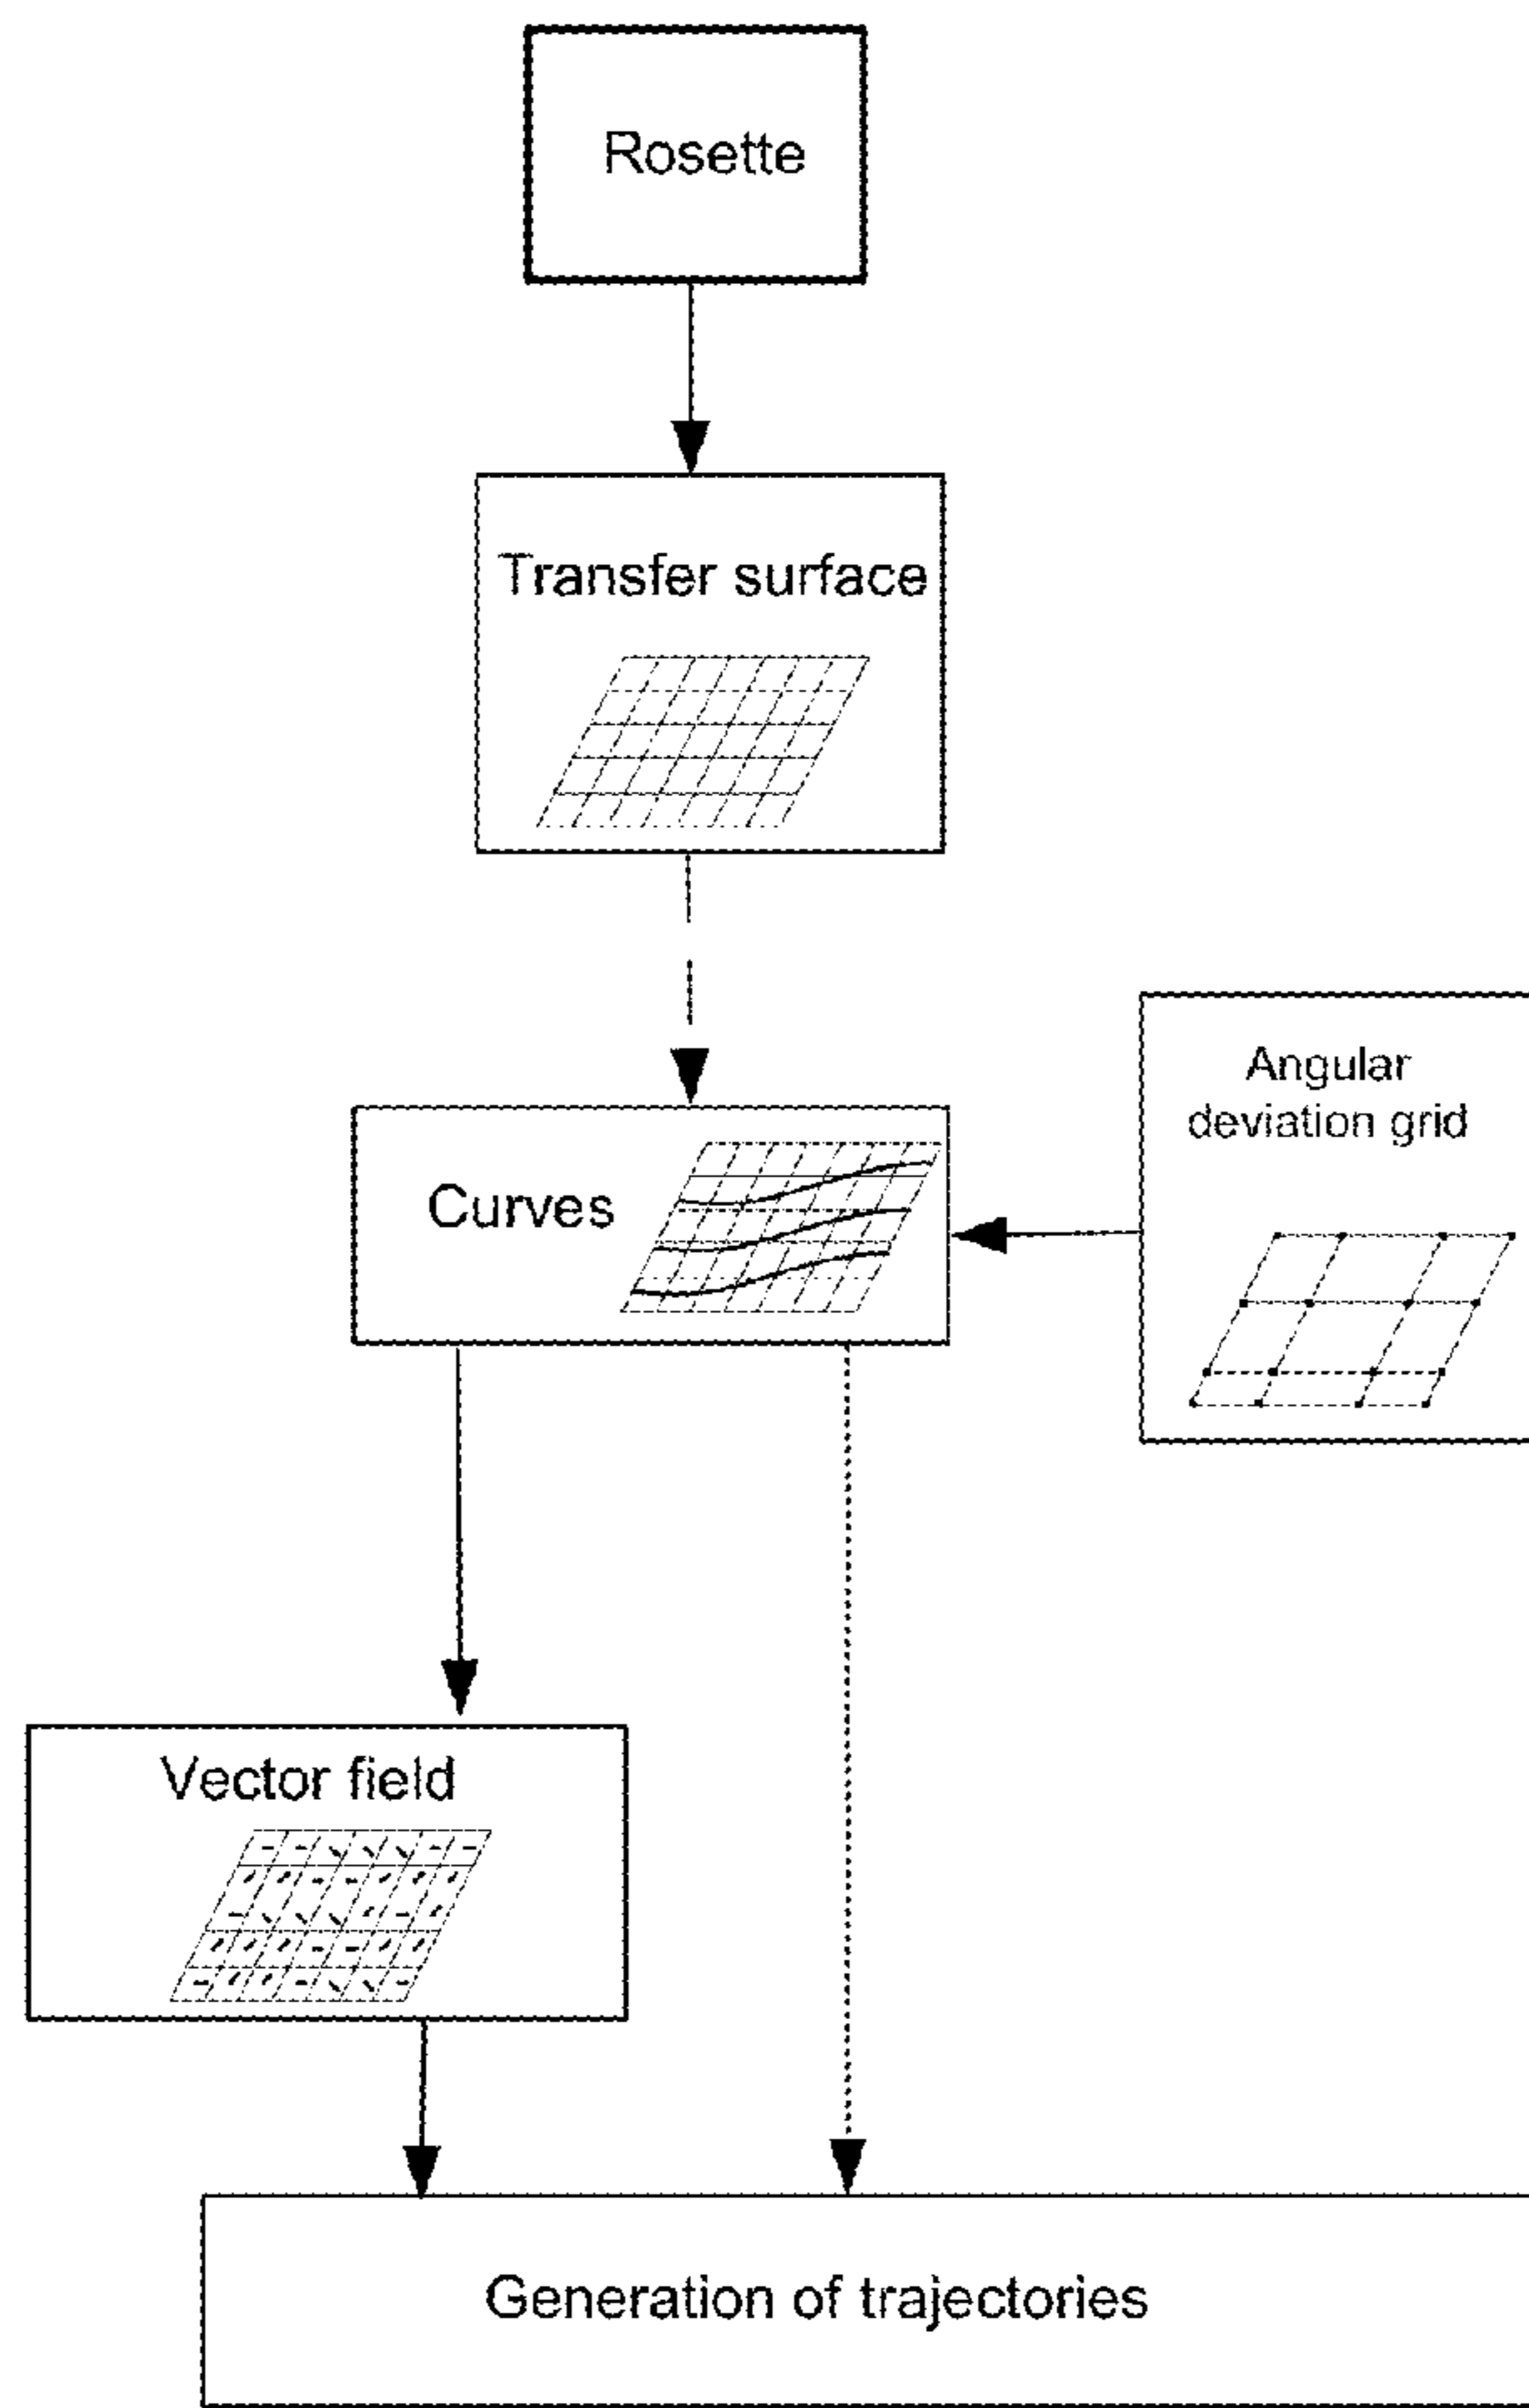 Rosette
Transfer surface
Angular
deviation grid
Curves
Vector field
Generation of trajectories